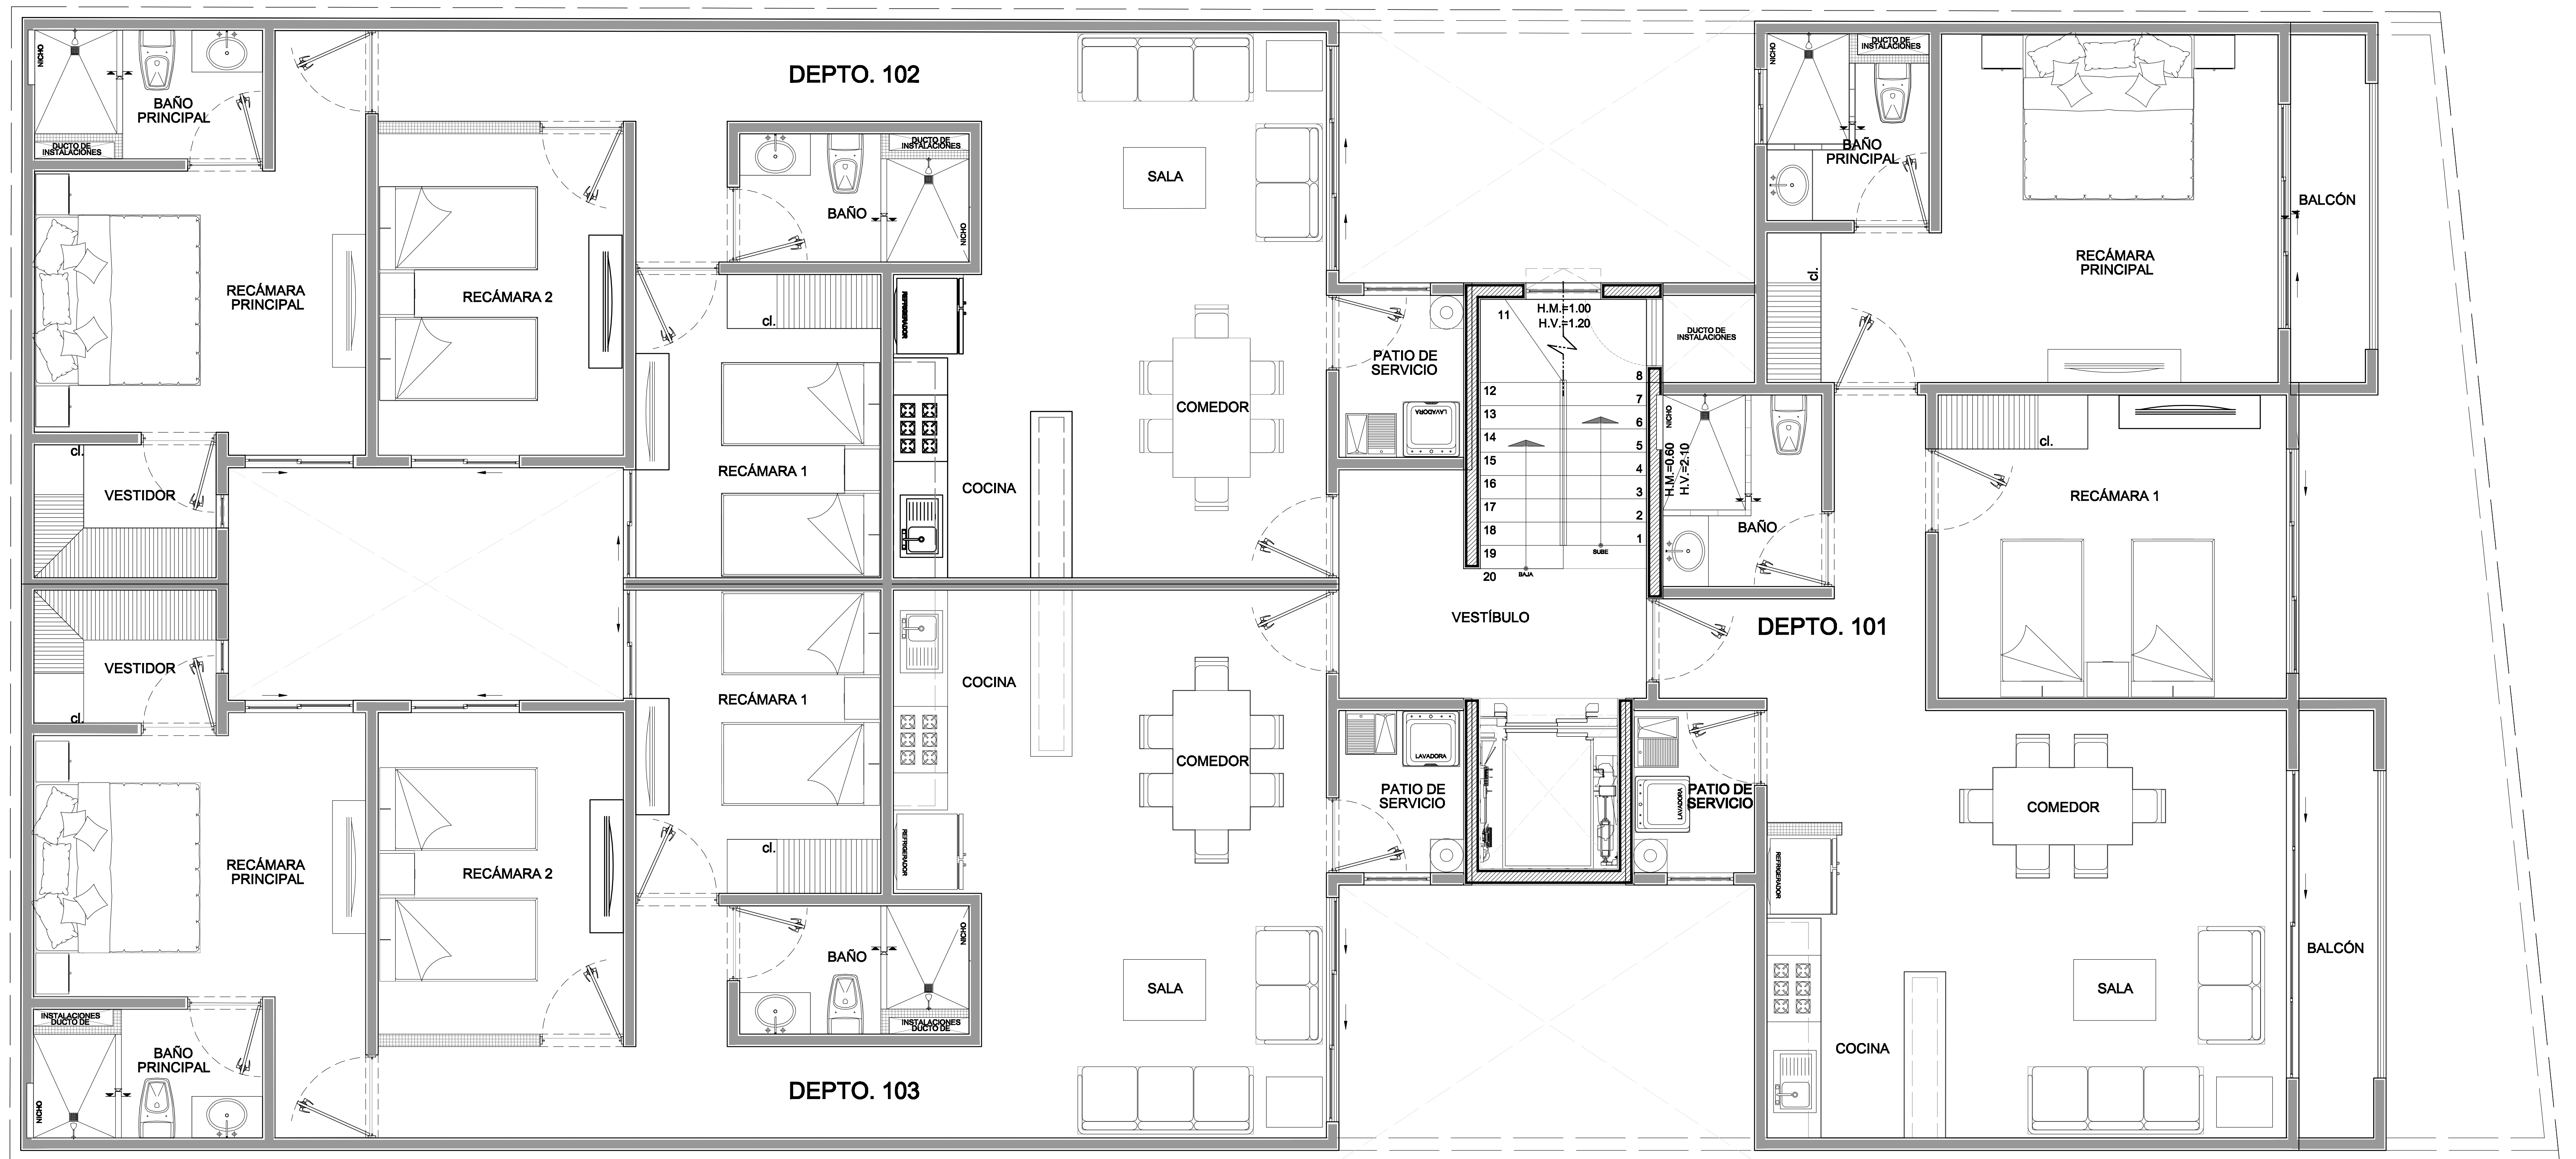 NICHO
BAÑO
PRINCIPAL
DUCTO DE
INSTALACIONES
DEPTO. 102
DUCTO DE
INSTALACIONES
BAÑO
NICHO
SALA
NICHO
DUCTO DE
INSTALACIONES
BAÑO
PRINCIPAL
BALCÓN
RECÁMARA
PRINCIPAL
cl.
RECÁMARA
PRINCIPAL
RECÁMARA 2
cl.
REFRIGERADOR
COMEDOR
PATIO DE
SERVICIO
LAVADORA
H.M.=1.00
H.V.=1.20
11
12
13
14
15
16
17
18
19
20
8
7
6
5
4
3
2
1
SUBE
BAJA
DUCTO DE
INSTALACIONES
NICHO
H.M.=0.60
H.V.=2.10
BAÑO
cl.
RECÁMARA 1
cl.
VESTIDOR
RECÁMARA 1
COCINA
VESTÍBULO
DEPTO. 101
VESTIDOR
cl.
RECÁMARA 1
COCINA
COMEDOR
LAVADORA
PATIO DE
SERVICIO
LAVADORA
PATIO DE
SERVICIO
COMEDOR
REFRIGERADOR
RECÁMARA
PRINCIPAL
RECÁMARA 2
cl.
REFRIGERADOR
BAÑO
NICHO
INSTALACIONES
DUCTO DE
SALA
SALA
BALCÓN
COCINA
INSTALACIONES
DUCTO DE
BAÑO
PRINCIPAL
NICHO
DEPTO. 103